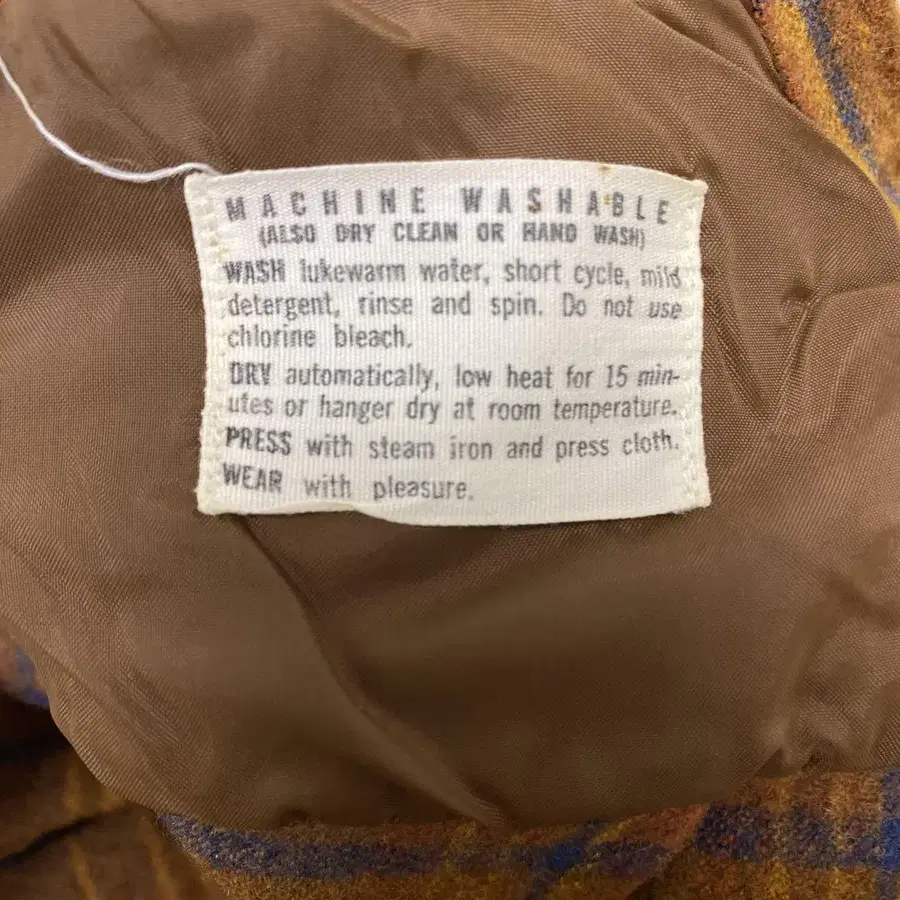 MACHINE WASHABLE
(ALSO DRY CLEAN OR HAND WASH)
WASH lukewarm water, short cycle, mild
detergent, rinse and spin. Do not use
chlorine bleach.
DRY automatically, low heat for 15 min-
utes or hanger dry at room temperature.
PRESS with steam iron and press cloth.
WEAR with pleasure.